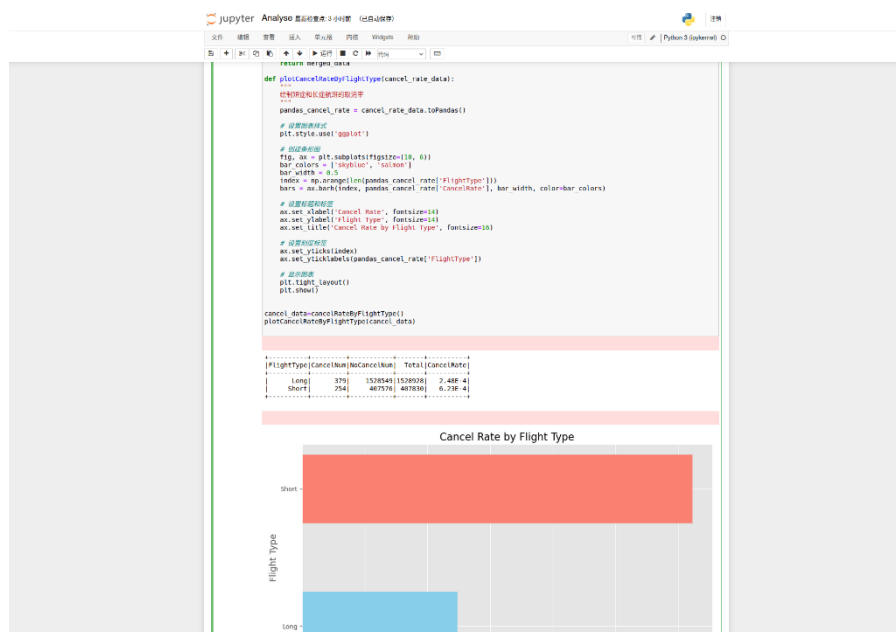 jupyter Analyse 最后检查点: 3 小时前 (已自动保存) 注销
文件 编辑 查看 插入 单元格 内核 Widgets 帮助 可信 Python 3 (ipykernel)
运行 代码
return merged_data
def plotCancelRateByFlightType(cancel_rate_data):
"""
绘制短途和长途航班的取消率
"""
pandas_cancel_rate = cancel_rate_data.toPandas()
# 设置图表样式
plt.style.use('ggplot')
# 创建条形图
fig, ax = plt.subplots(figsize=(10, 6))
bar_colors = ['skyblue', 'salmon']
bar_width = 0.5
index = np.arange(len(pandas_cancel_rate['FlightType']))
bars = ax.barh(index, pandas_cancel_rate['CancelRate'], bar_width, color=bar_colors)
# 设置标题和标签
ax.set_xlabel('Cancel Rate', fontsize=14)
ax.set_ylabel('Flight Type', fontsize=14)
ax.set_title('Cancel Rate by Flight Type', fontsize=16)
# 设置刻度标签
ax.set_yticks(index)
ax.set_yticklabels(pandas_cancel_rate['FlightType'])
# 显示图表
plt.tight_layout()
plt.show()
cancel_data=cancelRateByFlightType()
plotCancelRateByFlightType(cancel_data)
+----------+---------+-----------+-------+----------+
|FlightType|CancelNum|NoCancelNum| Total|CancelRate|
+----------+---------+-----------+-------+----------+
| Long| 379| 1528549|1528928| 2.48E-4|
| Short| 254| 407576| 407830| 6.23E-4|
+----------+---------+-----------+-------+----------+
Cancel Rate by Flight Type
Short
Flight Type
Long